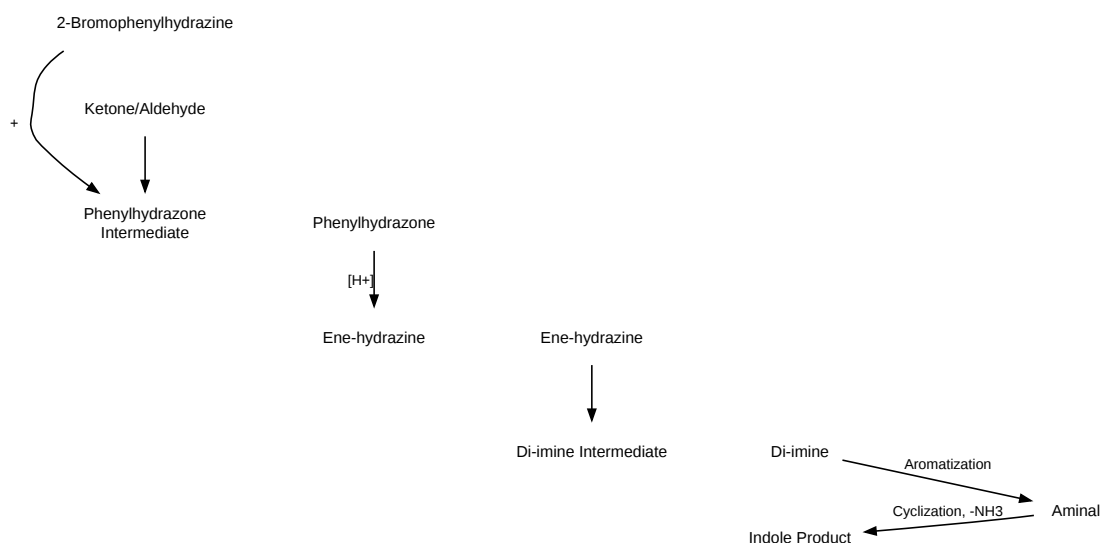 2-Bromophenylhydrazine
Ketone/Aldehyde
+
Phenylhydrazone
Intermediate
Phenylhydrazone
[H+]
Ene-hydrazine
Ene-hydrazine
Di-imine Intermediate
Di-imine
Aromatization
Aminal
Cyclization, -NH3
Indole Product